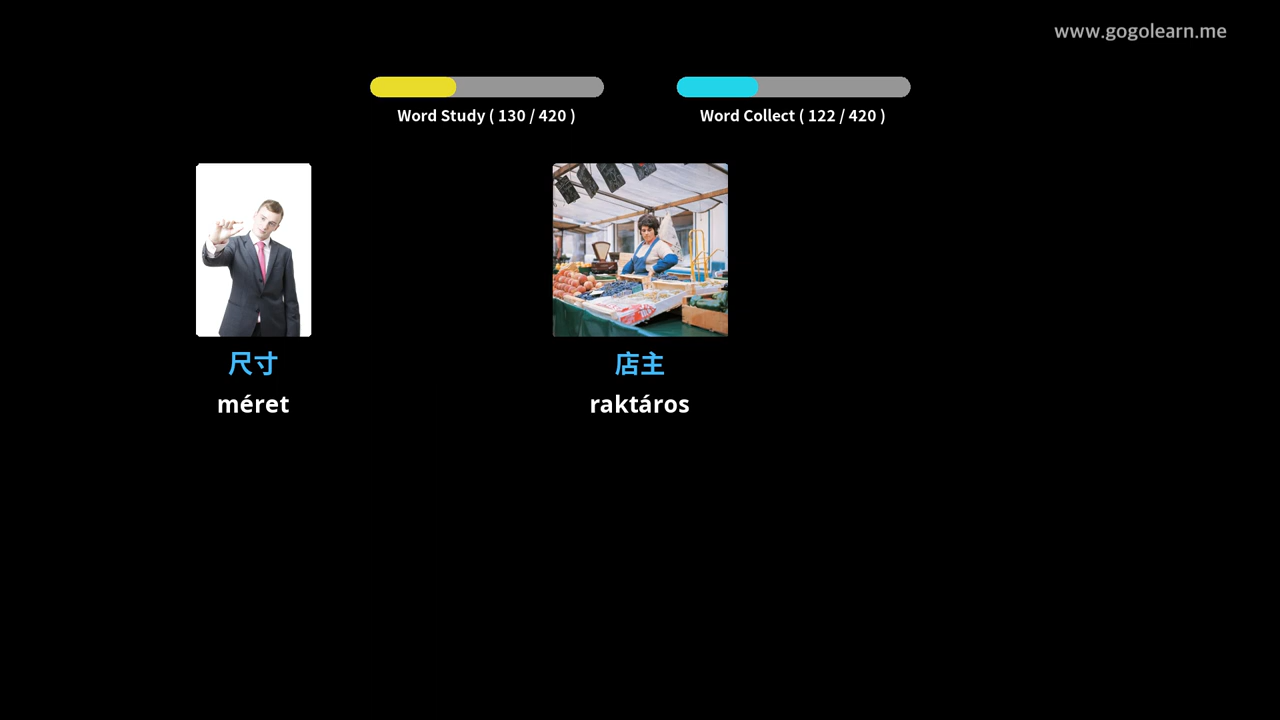 www.gogolearn.me
Word Study ( 130 / 420 )
Word Collect ( 122 / 420 )
尺寸
méret
店主
raktáros